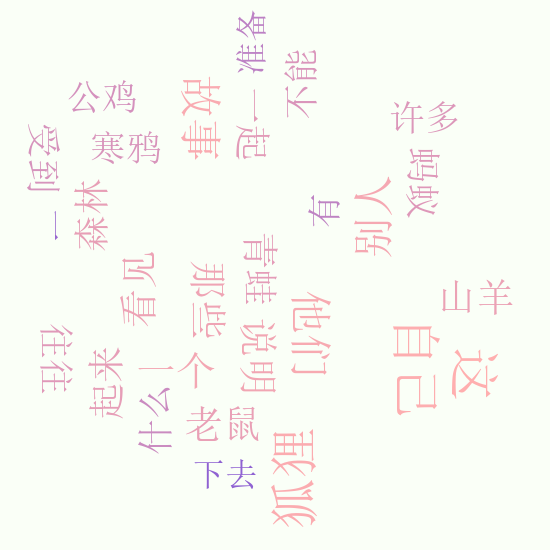 准备
不能
公鸡
故事
一起
许多
受到
寒鸦
蚂蚁
森林
一
有
别人
看见
青蛙
那些
山羊
他们
说明
往往
起来
一个
自己
这
什么
老鼠
狐狸
下去